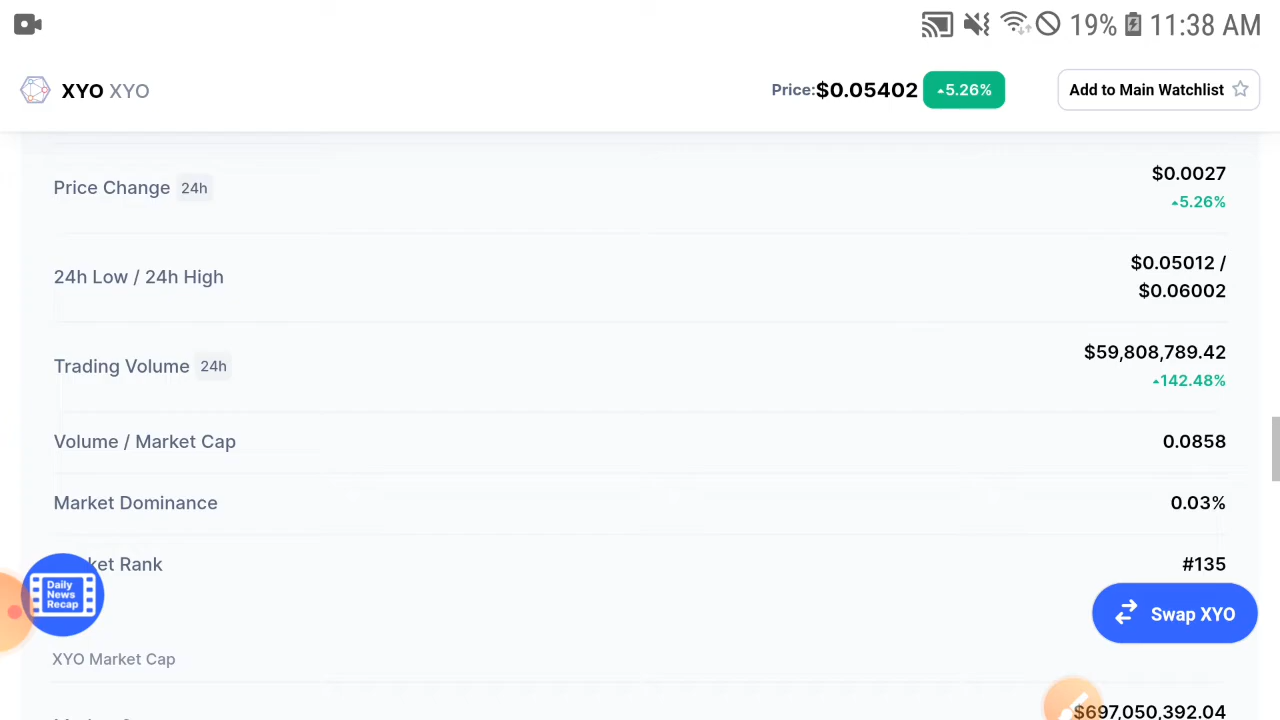 19% 11:38 AM
XYO XYO Price:$0.05402 5.26% Add to Main Watchlist
Price Change 24h $0.0027
5.26%
24h Low / 24h High $0.05012 /
$0.06002
Trading Volume 24h $59,808,789.42
142.48%
Volume / Market Cap 0.0858
Market Dominance 0.03%
ket Rank #135
Daily
News
Recap
Swap XYO
XYO Market Cap
$697,050,392.04